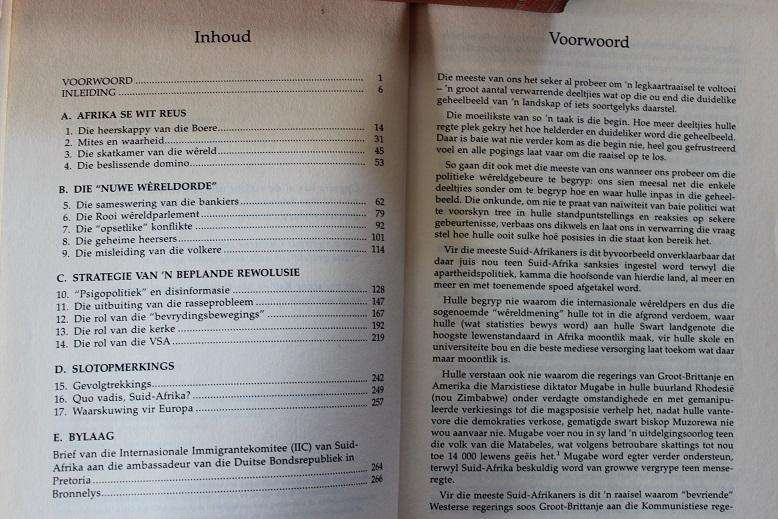 Inhoud
VOORWOORD 1
INLEIDING 6
A. AFRIKA SE WIT REUS
1. Die heerskappy van die Boere 14
2. Mites en waarheid 31
3. Die skatkamer van die wêreld 45
4. Die beslissende domino 53
B. DIE "NUWE WÊRELDORDE"
5. Die sameswering van die bankiers 62
6. Die Rooi wêreldparlement 79
7. Die "opsetlike" konflikte 92
8. Die geheime heersers 101
9. Die misleiding van die volkere 114
C. STRATEGIE VAN 'N BEPLANDE REWOLUSIE
10. "Psigopolitiek" en disinformasie 128
11. Die uitbuiting van die rasseprobleem 147
12. Die rol van die "bevrydingsbewegings" 167
13. Die rol van die kerke 192
14. Die rol van die VSA 219
D. SLOTOPMERKINGS
15. Gevolgtrekkings 242
16. Quo vadis, Suid-Afrika? 249
17. Waarskuwing vir Europa 257
E. BYLAAG
Brief van die Internasionale Immigrantekomitee (IIC) van Suid-
Afrika aan die ambassadeur van die Duitse Bondsrepubliek in
Pretoria 264
Bronnelys 266
Voorwoord
Die meeste van ons het seker al probeer om 'n legkaartraaisel te voltooi
– 'n groot aantal verwarrende deeltjies wat op die ou end die duidelike
geheelbeeld van 'n landskap of iets soortgelyks daarstel.
Die moeilikste van so 'n taak is die begin. Hoe meer deeltjies hulle
regte plek gekry het hoe helderder en duideliker word die geheelbeeld.
Daar is baie wat nie verder kom as die begin nie, heel gou gefrustreerd
voel en alle pogings laat vaar om die raaisel op te los.
So gaan dit ook met die meeste van ons wanneer ons probeer om die
politieke wêreldgebeure te begryp: ons sien meesal net die enkele
deeltjies sonder om te begryp hoe en waar hulle inpas in die geheel-
beeld. Die onkunde, om nie te praat van naïwiteit van baie politici wat
te voorskyn tree in hulle standpuntstellings en reaksies op sekere
gebeurtenisse, verbaas ons dikwels en laat ons in verwarring die vraag
stel hoe hulle ooit sulke hoë posisies in die staat kon bereik het.
Vir die meeste Suid-Afrikaners is dit byvoorbeeld onverklaarbaar dat
daar juis nou teen Suid-Afrika sanksies ingestel word terwyl die
apartheidspolitiek, kamma die hoofsonde van hierdie land, al meer en
meer en met toenemende spoed afgetakel word.
Hulle begryp nie waarom die internasionale wêreldpers en dus die
sogenoemde "wêreldmening" hulle tot in die afgrond verdoem, waar
hulle (wat statisties bewys word) aan hulle Swart landgenote die
hoogste lewenstandaard in Afrika moontlik maak, vir hulle skole en
universiteite bou en die beste mediese versorging laat toekom wat daar
maar moontlik is.
Hulle verstaan ook nie waarom die regerings van Groot-Brittanje en
Amerika die Marxistiese diktator Mugabe in hulle buurland Rhodesië
(nou Zimbabwe) onder verdagte omstandighede en met gemanipu-
leerde verkiesings tot die magsposisie verhelp het, nadat hulle vante-
vore die demokraties verkose, gematigde swart biskop Muzorewa nie
wou aanvaar nie. Mugabe voer nou in sy land 'n uitdelgingsoorlog teen
die volk van die Matabeles, wat volgens betroubare skattings tot nou
toe 14 000 lewens geëis het.¹ Mugabe word egter verder ondersteun,
terwyl Suid-Afrika beskuldig word van growwe vergrype teen mense-
regte.
Vir die meeste Suid-Afrikaners is dit 'n raaisel waarom "bevriende"
Westerse regerings soos Groot-Brittanje aan die Kommunistiese rege-